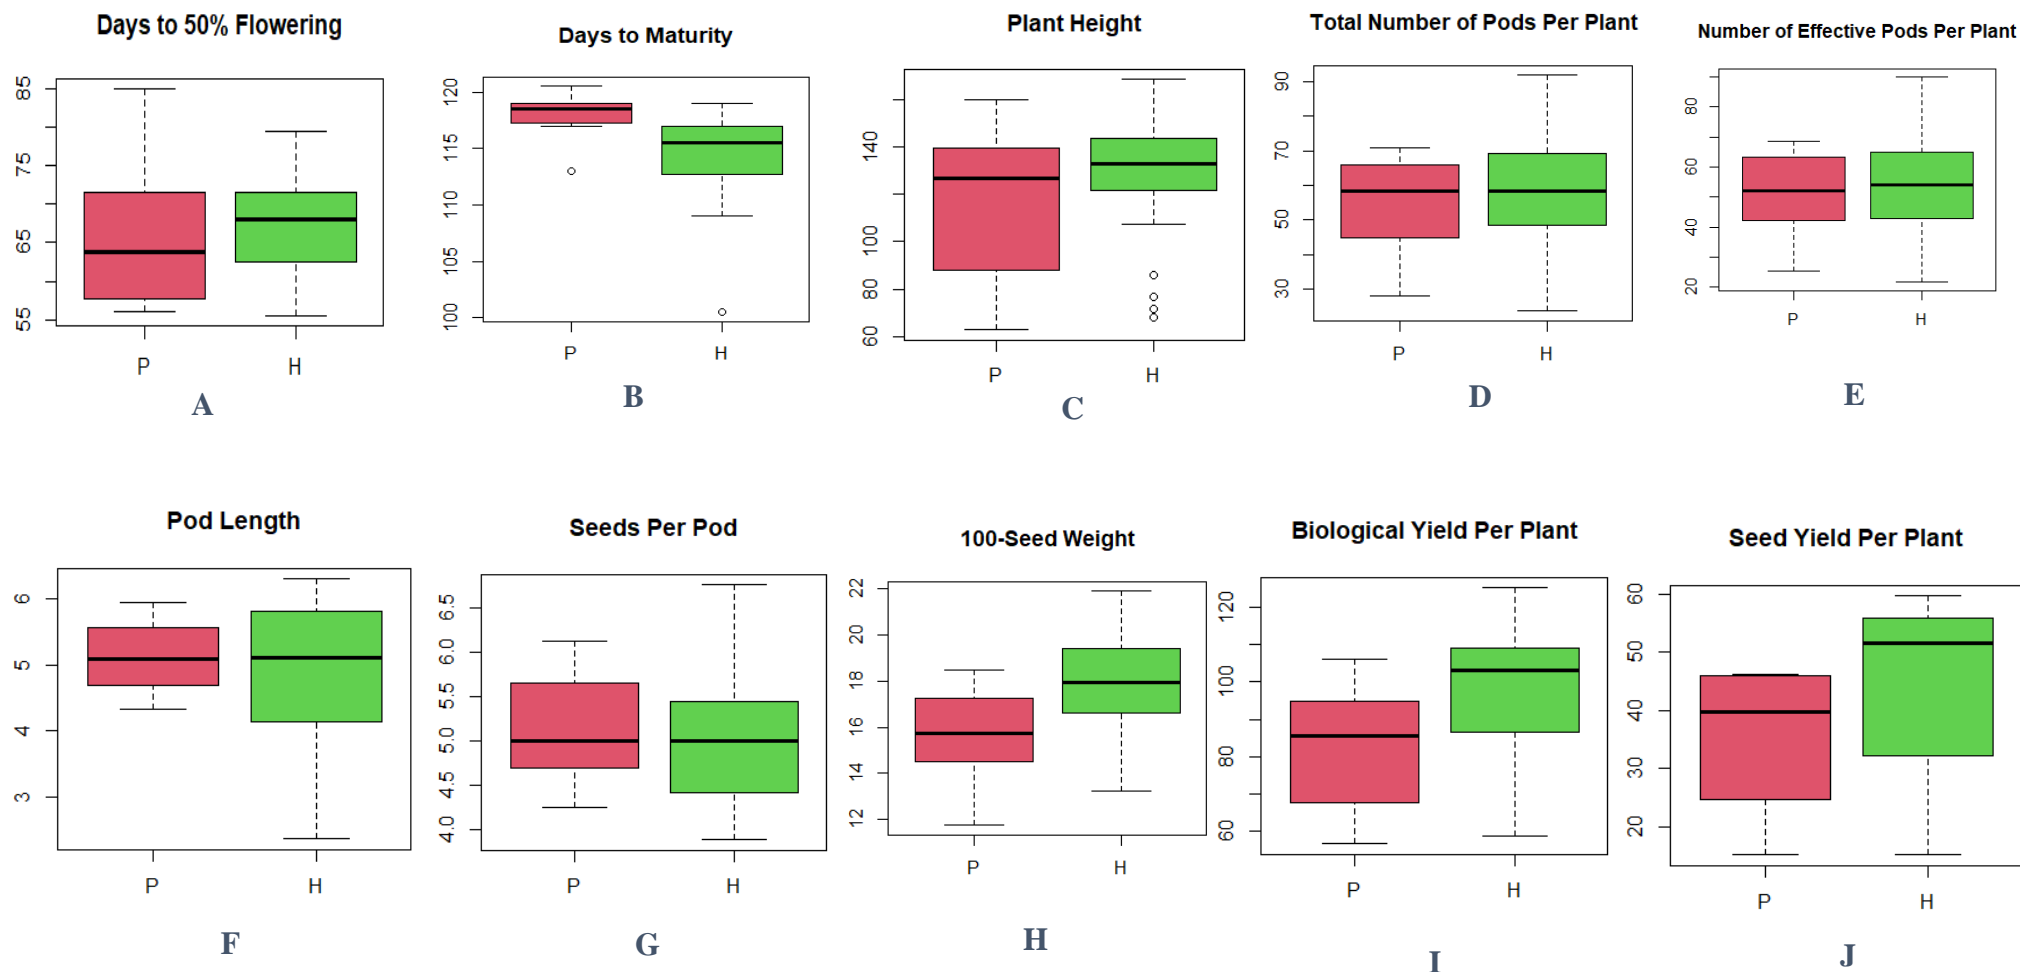 Days to 50% Flowering
85
75
65
55
P
H
A
Days to Maturity
120
115
110
105
100
P
H
B
Plant Height
140
100
80
60
P
H
C
Total Number of Pods Per Plant
90
70
50
30
P
H
D
Number of Effective Pods Per Plant
80
60
40
20
P
H
E
Pod Length
6
5
4
3
P
H
F
Seeds Per Pod
6.5
6.0
5.5
5.0
4.5
4.0
P
H
G
100-Seed Weight
22
20
18
16
14
12
P
H
H
Biological Yield Per Plant
120
100
80
60
P
H
I
Seed Yield Per Plant
60
50
40
30
20
P
H
J